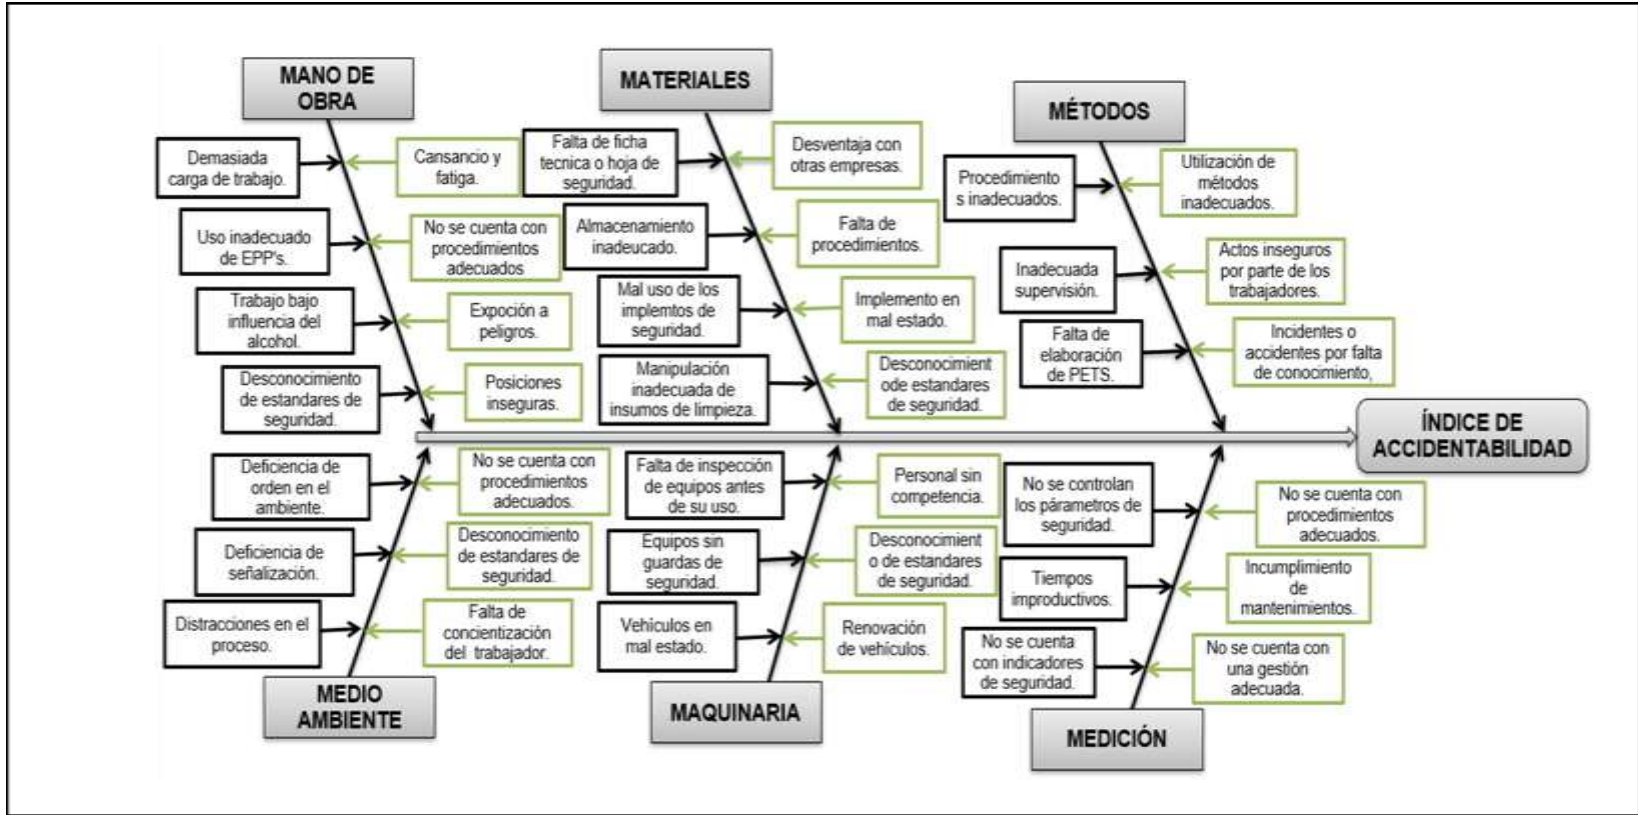 MANO DE
OBRA
MATERIALES
MÉTODOS
Demasiada
carga de trabajo.
Cansancio y
fatiga.
Uso inadecuado
de EPP's.
No se cuenta con
procedimientos
adecuados
Trabajo bajo
influencia del
alcohol.
Expoción a
peligros.
Desconocimiento
de estandares de
seguridad.
Posiciones
inseguras.
Falta de ficha
tecnica o hoja de
seguridad.
Desventaja con
otras empresas.
Almacenamiento
inadeucado.
Falta de
procedimientos.
Mal uso de los
implemtos de
seguridad.
Implemento en
mal estado.
Manipulación
inadecuada de
insumos de limpieza.
Desconocimient
ode estandares
de seguridad.
Procedimiento
s inadecuados.
Utilización de
métodos
inadecuados.
Inadecuada
supervisión.
Actos inseguros
por parte de los
trabajadores.
Falta de
elaboración
de PETS.
Incidentes o
accidentes por falta
de conocimiento,
ÍNDICE DE
ACCIDENTABILIDAD
Deficiencia de
orden en el
ambiente.
No se cuenta con
procedimientos
adecuados.
Deficiencia de
señalización.
Desconocimiento
de estandares de
seguridad.
Distracciones en el
proceso.
Falta de
concientización
del trabajador.
Falta de inspección
de equipos antes
de su uso.
Personal sin
competencia.
Equipos sin
guardas de
seguridad.
Desconocimient
o de estandares
de seguridad.
Vehículos en
mal estado.
Renovación
de vehículos.
No se controlan
los párametros de
seguridad.
No se cuenta con
procedimientos
adecuados.
Tiempos
improductivos.
Incumplimiento
de
mantenimientos.
No se cuenta
con indicadores
de seguridad.
No se cuenta con
una gestión
adecuada.
MEDIO
AMBIENTE
MAQUINARIA
MEDICIÓN